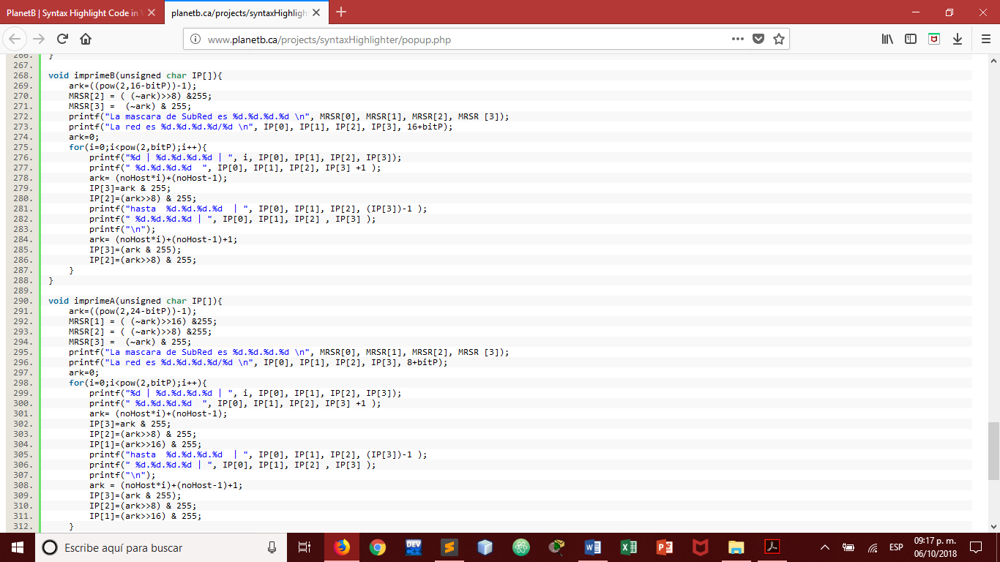 PlanetB | Syntax Highlight Code in
planetb.ca/projects/syntaxHighligh
www.planetb.ca/projects/syntaxHighlighter/popup.php
266. }
267.
268. void imprimeB(unsigned char IP[]){
269. ark=((pow(2,16-bitP))-1);
270. MRSR[2] = ( (~ark)>>8) &255;
271. MRSR[3] =  (~ark) & 255;
272. printf("La mascara de SubRed es %d.%d.%d.%d \n", MRSR[0], MRSR[1], MRSR[2], MRSR [3]);
273. printf("La red es %d.%d.%d.%d/%d \n", IP[0], IP[1], IP[2], IP[3], 16+bitP);
274. ark=0;
275. for(i=0;i<pow(2,bitP);i++){
276. printf("%d | %d.%d.%d.%d | ", i, IP[0], IP[1], IP[2], IP[3]);
277. printf(" %d.%d.%d.%d  ", IP[0], IP[1], IP[2], IP[3] +1 );
278. ark= (noHost*i)+(noHost-1);
279. IP[3]=ark & 255;
280. IP[2]=(ark>>8) & 255;
281. printf("hasta  %d.%d.%d.%d  | ", IP[0], IP[1], IP[2], (IP[3])-1 );
282. printf(" %d.%d.%d.%d | ", IP[0], IP[1], IP[2] , IP[3] );
283. printf("\n");
284. ark= (noHost*i)+(noHost-1)+1;
285. IP[3]=(ark & 255);
286. IP[2]=(ark>>8) & 255;
287. }
288. }
289.
290. void imprimeA(unsigned char IP[]){
291. ark=((pow(2,24-bitP))-1);
292. MRSR[1] = ( (~ark)>>16) &255;
293. MRSR[2] = ( (~ark)>>8) &255;
294. MRSR[3] =  (~ark) & 255;
295. printf("La mascara de SubRed es %d.%d.%d.%d \n", MRSR[0], MRSR[1], MRSR[2], MRSR [3]);
296. printf("La red es %d.%d.%d.%d/%d \n", IP[0], IP[1], IP[2], IP[3], 8+bitP);
297. ark=0;
298. for(i=0;i<pow(2,bitP);i++){
299. printf("%d | %d.%d.%d.%d | ", i, IP[0], IP[1], IP[2], IP[3]);
300. printf(" %d.%d.%d.%d  ", IP[0], IP[1], IP[2], IP[3] +1 );
301. ark= (noHost*i)+(noHost-1);
302. IP[3]=ark & 255;
303. IP[2]=(ark>>8) & 255;
304. IP[1]=(ark>>16) & 255;
305. printf("hasta  %d.%d.%d.%d  | ", IP[0], IP[1], IP[2], (IP[3])-1 );
306. printf(" %d.%d.%d.%d | ", IP[0], IP[1], IP[2] , IP[3] );
307. printf("\n");
308. ark = (noHost*i)+(noHost-1)+1;
309. IP[3]=(ark & 255);
310. IP[2]=(ark>>8) & 255;
311. IP[1]=(ark>>16) & 255;
312. }
Escribe aquí para buscar
DEV
ESP
09:17 p. m.
06/10/2018